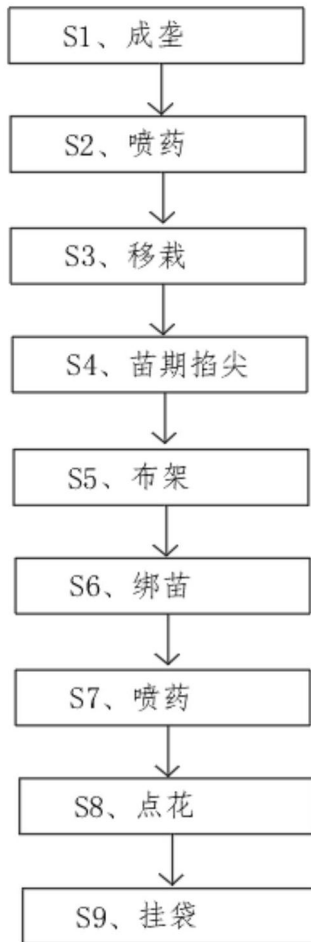 S1、成垄
S2、喷药
S3、移栽
S4、苗期掐尖
S5、布架
S6、绑苗
S7、喷药
S8、点花
S9、挂袋